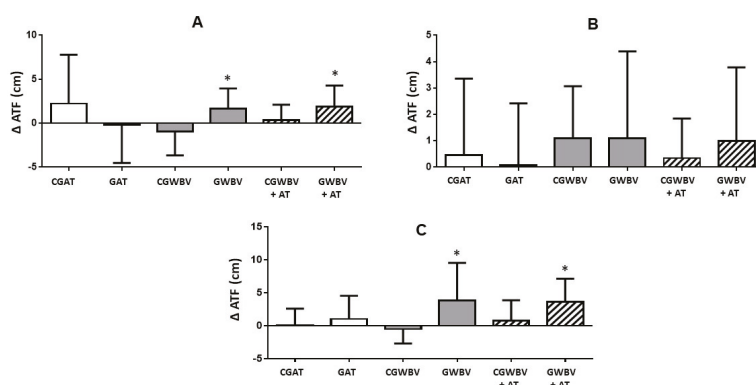 A
Δ ATF (cm)
10
5
0
-5
*
*
CGAT GAT CGWBV GWBV CGWBV + AT GWBV + AT
B
Δ ATF (cm)
5
4
3
2
1
0
CGAT GAT CGWBV GWBV CGWBV + AT GWBV + AT
C
Δ ATF (cm)
15
10
5
0
-5
*
*
CGAT GAT CGWBV GWBV CGWBV + AT GWBV + AT